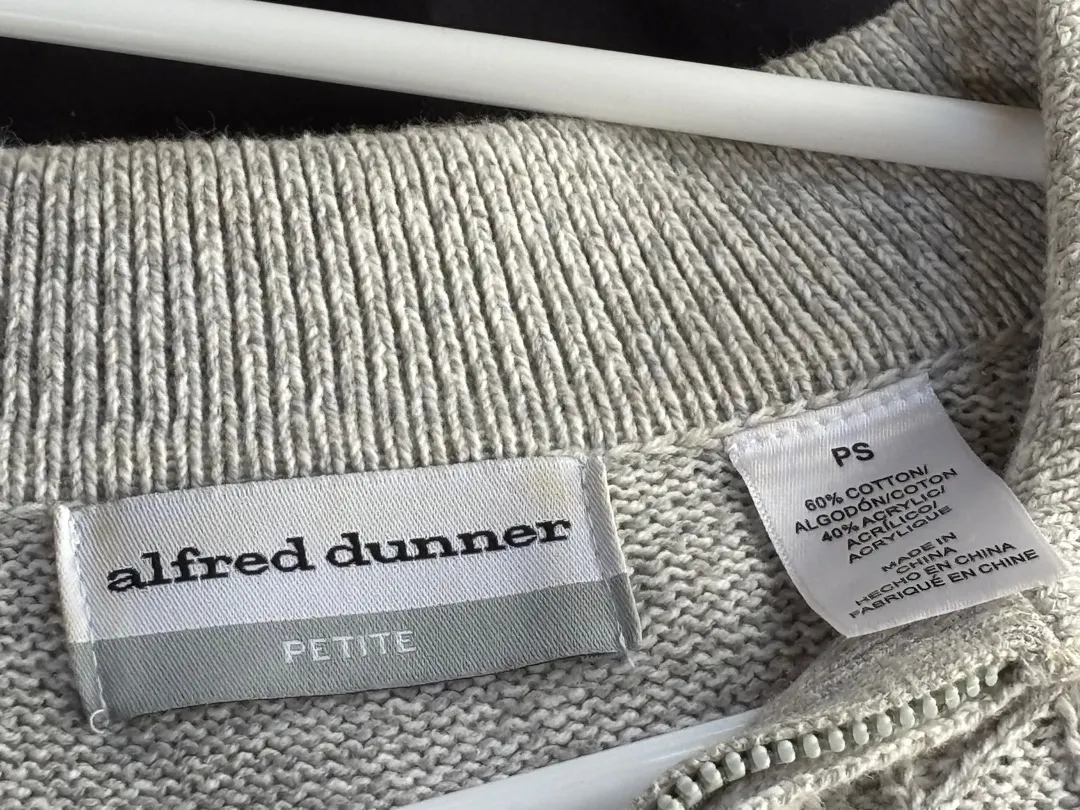 alfred dunner
PETITE
PS
60% COTTON/
ALGODÓN/COTON
40% ACRYLIC/
ACRÍLICO/
ACRYLIQUE
MADE IN
CHINA
HECHO EN CHINA
FABRIQUÉ EN CHINE